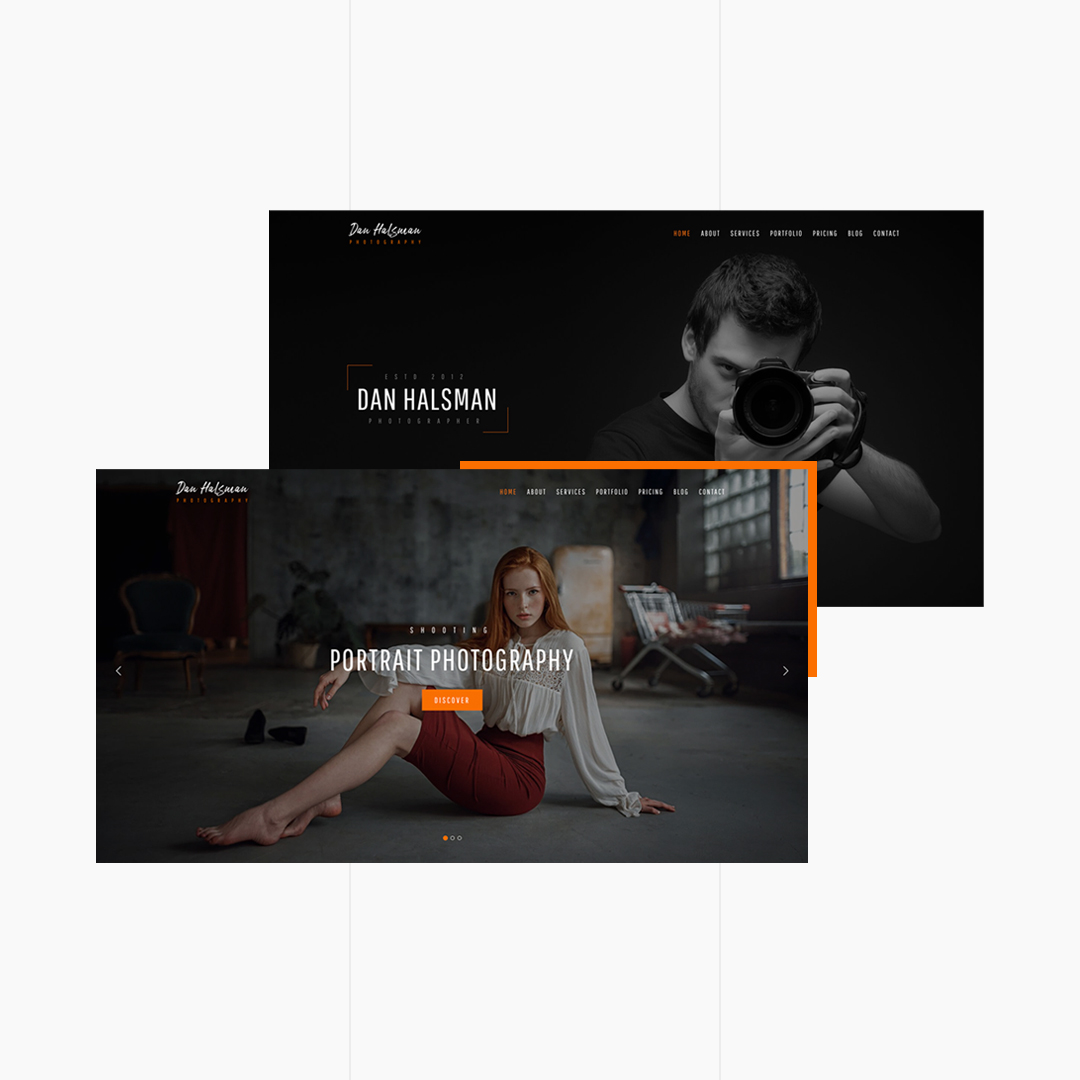 Dan Halsman
PHOTOGRAPHY
HOME ABOUT SERVICES PORTFOLIO PRICING BLOG CONTACT
ESTD 2012
DAN HALSMAN
PHOTOGRAPHER
Dan Halsman
PHOTOGRAPHY
HOME ABOUT SERVICES PORTFOLIO PRICING BLOG CONTACT
SHOOTING
PORTRAIT PHOTOGRAPHY
DISCOVER